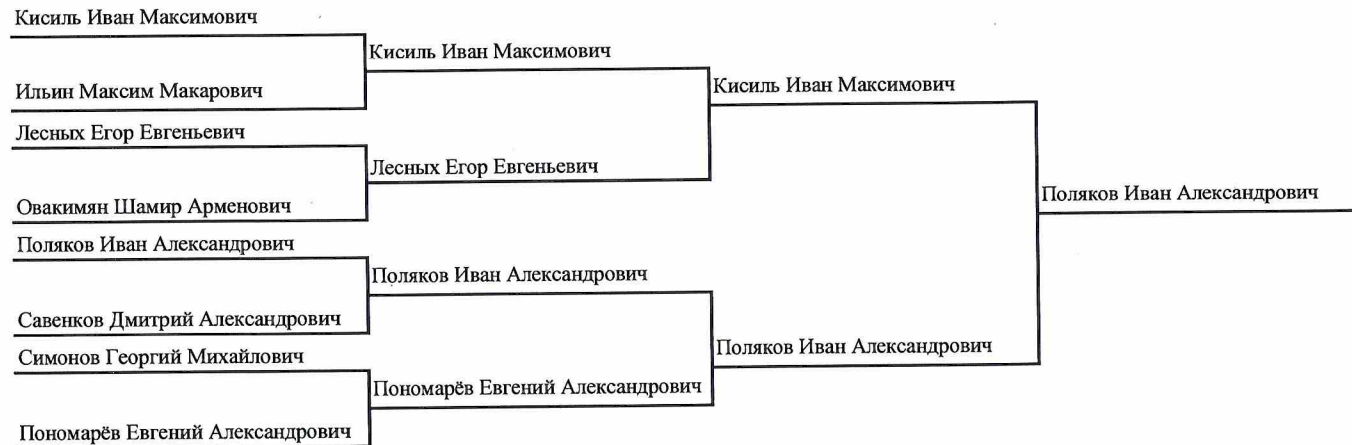 Кисиль Иван Максимович
Кисиль Иван Максимович
Ильин Максим Макарович
Кисиль Иван Максимович
Лесных Егор Евгеньевич
Лесных Егор Евгеньевич
Овакимян Шамир Арменович
Поляков Иван Александрович
Поляков Иван Александрович
Поляков Иван Александрович
Савенков Дмитрий Александрович
Поляков Иван Александрович
Симонов Георгий Михайлович
Пономарёв Евгений Александрович
Пономарёв Евгений Александрович